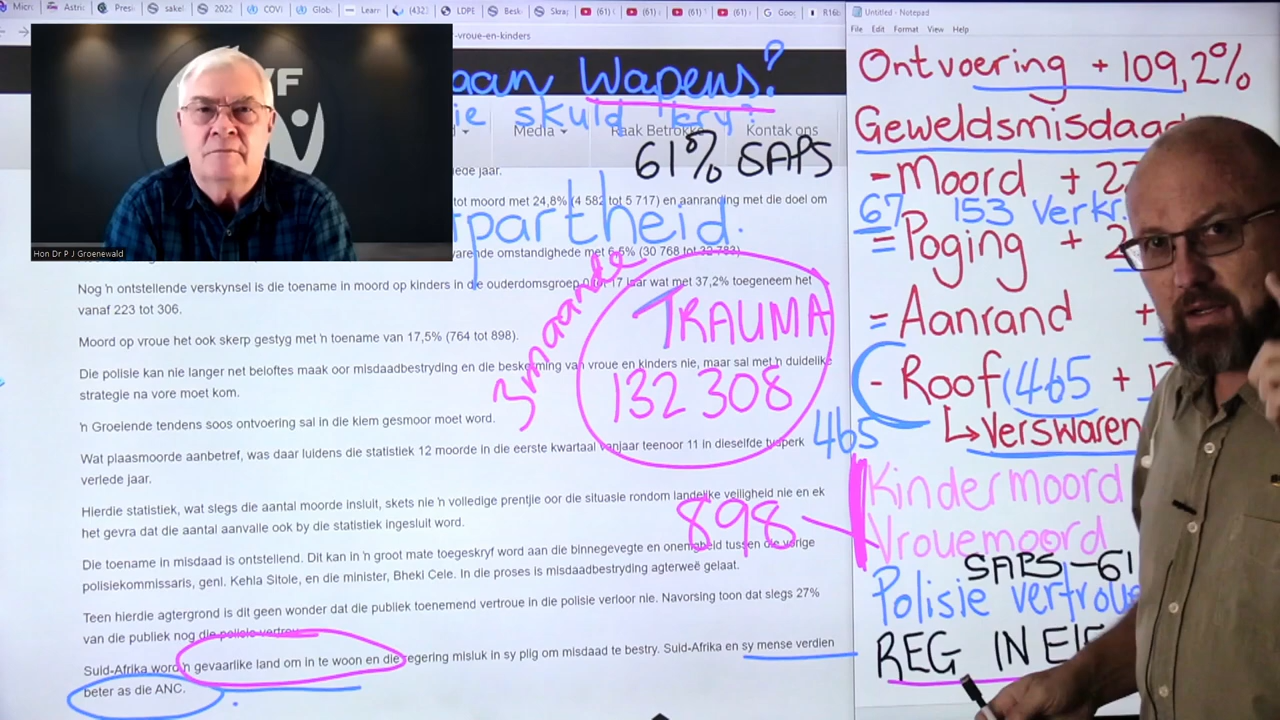 COVI
Glob
Learn
(432)
LDPE
Besk
Skra
(61)
(61)
(61)
(61)
Goo
R16b
-vroue-en-kinders
Hon Dr P J Groenewald
aan Wapens?
ie skuld kry?
Media
Raak Betrokke
Kontak ons
61% SAPS
tot moord met 24,8% (4 582 tot 5 717) en aanranding met die doel om
partheid.
omstandighede met 6,5% (30 768 tot 32 783)
Nog 'n ontstellende verskynsel is die toename in moord op kinders in die ouderdomsgroep 0 tot 17 jaar wat met 37,2% toegeneem het
vanaf 223 tot 306.
Moord op vroue het ook skerp gestyg met 'n toename van 17,5% (764 tot 898).
Die polisie kan nie langer net beloftes maak oor misdaadbestryding en die beskerming van vroue en kinders nie, maar sal met 'n duidelike
strategie na vore moet kom.
'n Groeiende tendens soos ontvoering sal in die kiem gesmoor moet word.
Wat plaasmoorde aanbetref, was daar luidens die statistiek 12 moorde in die eerste kwartaal vanjaar teenoor 11 in dieselfde tydperk
verlede jaar.
Hierdie statistiek, wat slegs die aantal moorde insluit, skets nie 'n volledige prentjie oor die situasie rondom landelike veiligheid nie en ek
het gevra dat die aantal aanvalle ook by die statistiek ingesluit word.
Die toename in misdaad is ontstellend. Dit kan in 'n groot mate toegeskryf word aan die binnegevegte en onenigheid tussen die vorige
polisiekommissaris, genl. Kehla Sitole, en die minister, Bheki Cele. In die proses is misdaadbestryding agterweë gelaat.
Teen hierdie agtergrond is dit geen wonder dat die publiek toenemend vertroue in die polisie verloor nie. Navorsing toon dat slegs 27%
van die publiek nog die polisie vertrou
Suid-Afrika word 'n gevaarlike land om in te woon en die regering misluk in sy plig om misdaad te bestry. Suid-Afrika en sy mense verdien
beter as die ANC.
3 maande
TRAUMA
132 308
465
898
Untitled - Notepad
File Edit Format View Help
Ontvoering + 109,2%
Geweldsmisdaad
- Moord + 22
67 153 verkr.
= Poging + 2
= Aanrand +
- Roof (465 + 1
↳ Verswaren
Kindermoord
Vrouemoord
SAPS - 61
Polisie vertroue
REG IN EI